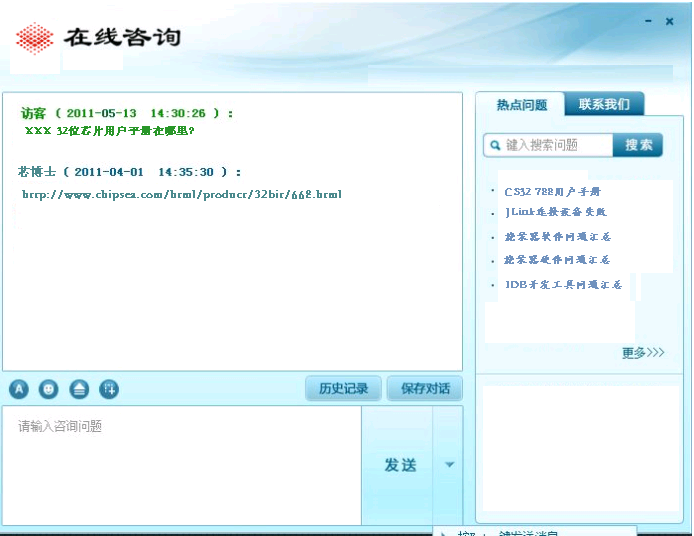 在线咨询
访客 ( 2011-05-13 14:30:26 ) :
XXX 32位芯片用户手册在哪里?
芯博士 ( 2011-04-01 14:35:30 ) :
http://www.chipsea.com/html/product/32bit/668.html
历史记录 保存对话
请输入咨询问题
发送
热点问题 联系我们
键入搜索问题 搜索
· CS32 788用户手册
· JLink连接设备失败
· 烧录器软件问题汇总
· 烧录器硬件问题汇总
· IDE开发工具问题汇总
更多>>>